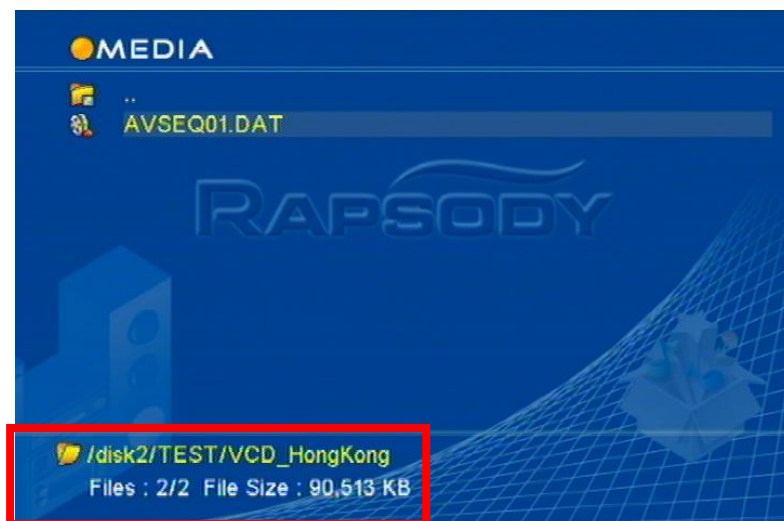 MEDIA
..
AVSEQ01.DAT
RAPSODY
/disk2/TEST/VCD_HongKong
Files : 2/2 File Size : 90,513 KB